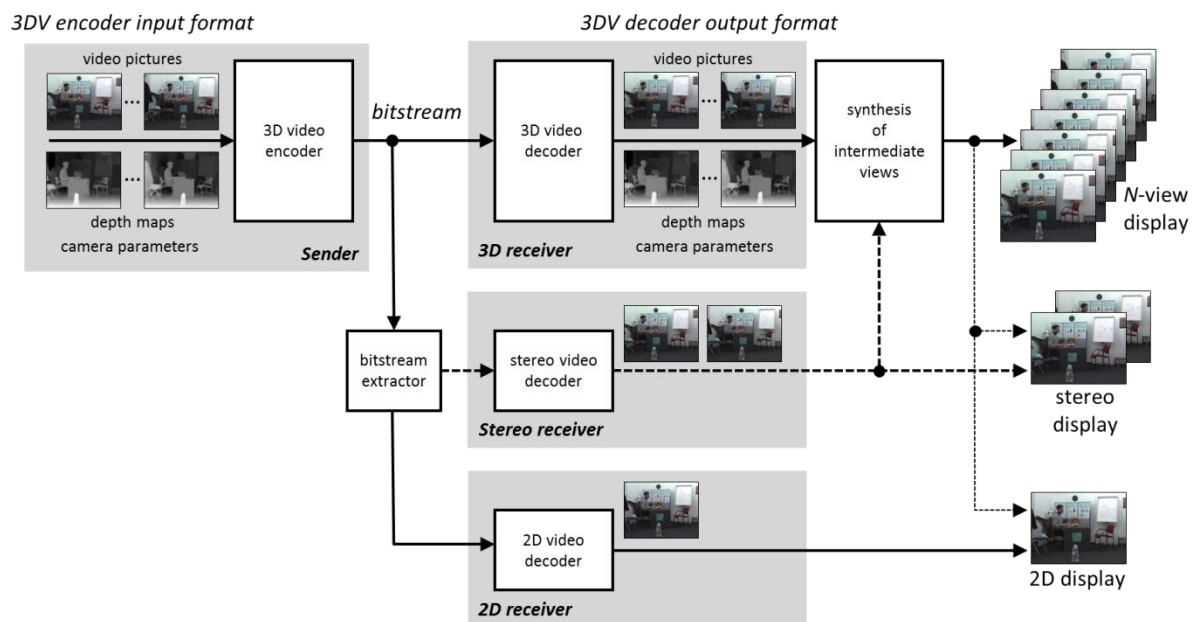 3DV encoder input format
3DV decoder output format
video pictures
...
3D video
encoder
...
depth maps
camera parameters
Sender
bitstream
3D video
decoder
video pictures
...
...
depth maps
camera parameters
3D receiver
synthesis
of
intermediate
views
N-view
display
bitstream
extractor
stereo video
decoder
Stereo receiver
stereo
display
2D video
decoder
2D receiver
2D display